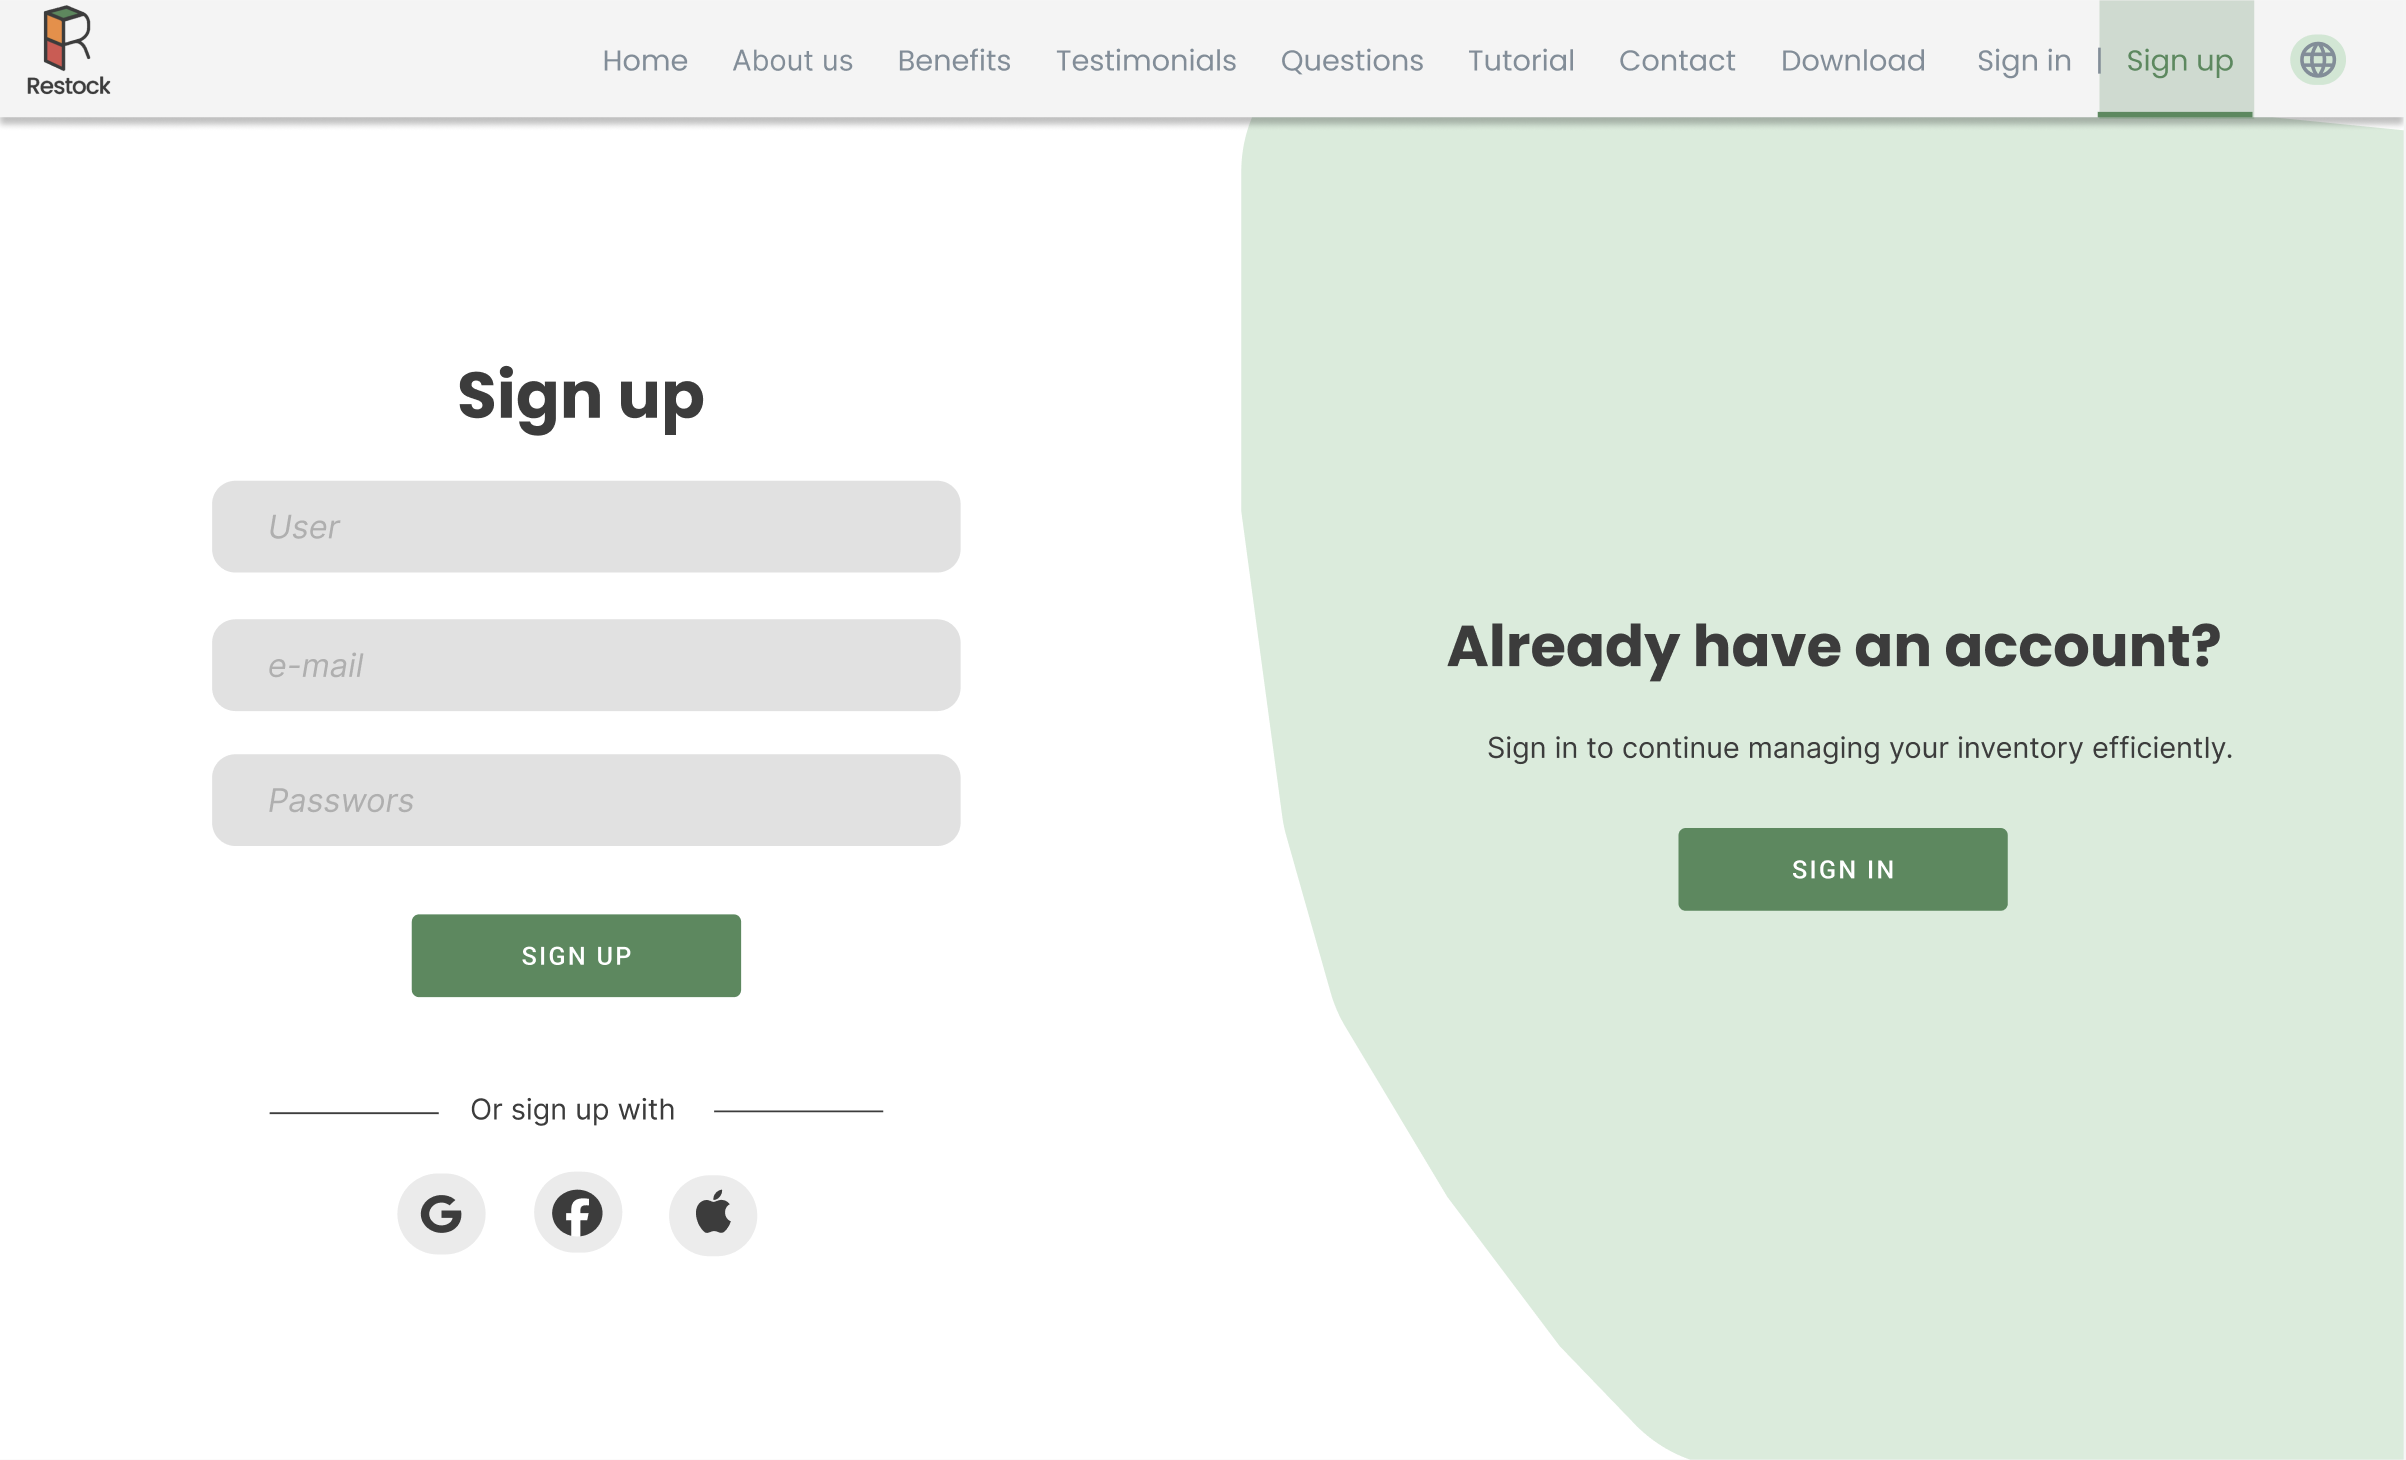 Restock
Home About us Benefits Testimonials Questions Tutorial Contact Download Sign in | Sign up
Sign up
User
e-mail
Passwors
SIGN UP
Or sign up with
Already have an account?
Sign in to continue managing your inventory efficiently.
SIGN IN